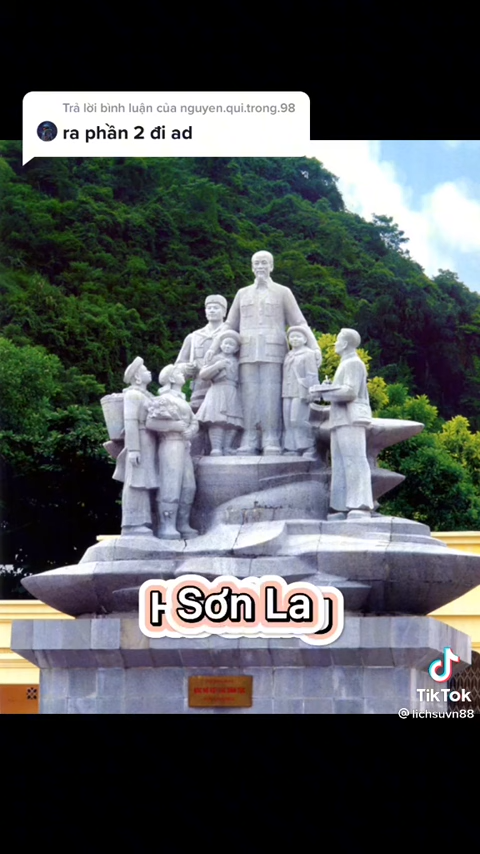 Trả lời bình luận của nguyen.qui.trong.98
ra phần 2 đi ad
Sơn La
TikTok
@lichsuvn88